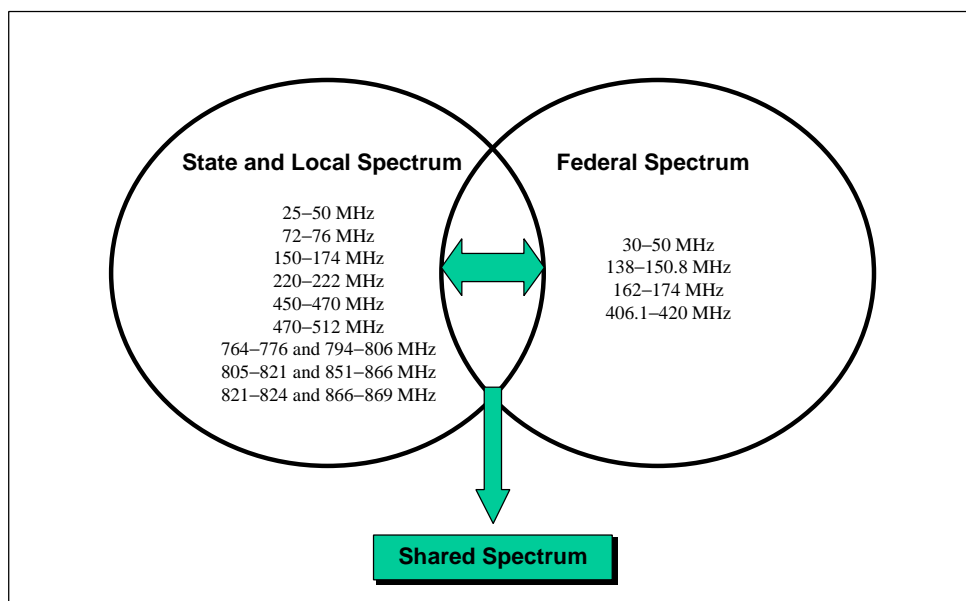 State and Local Spectrum
25–50 MHz
72–76 MHz
150–174 MHz
220–222 MHz
450–470 MHz
470–512 MHz
764–776 and 794–806 MHz
805–821 and 851–866 MHz
821–824 and 866–869 MHz
Federal Spectrum
30–50 MHz
138–150.8 MHz
162–174 MHz
406.1–420 MHz
Shared Spectrum